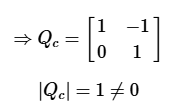 ⇒ Q_c = [1 -1
0 1]
|Q_c| = 1 ≠ 0